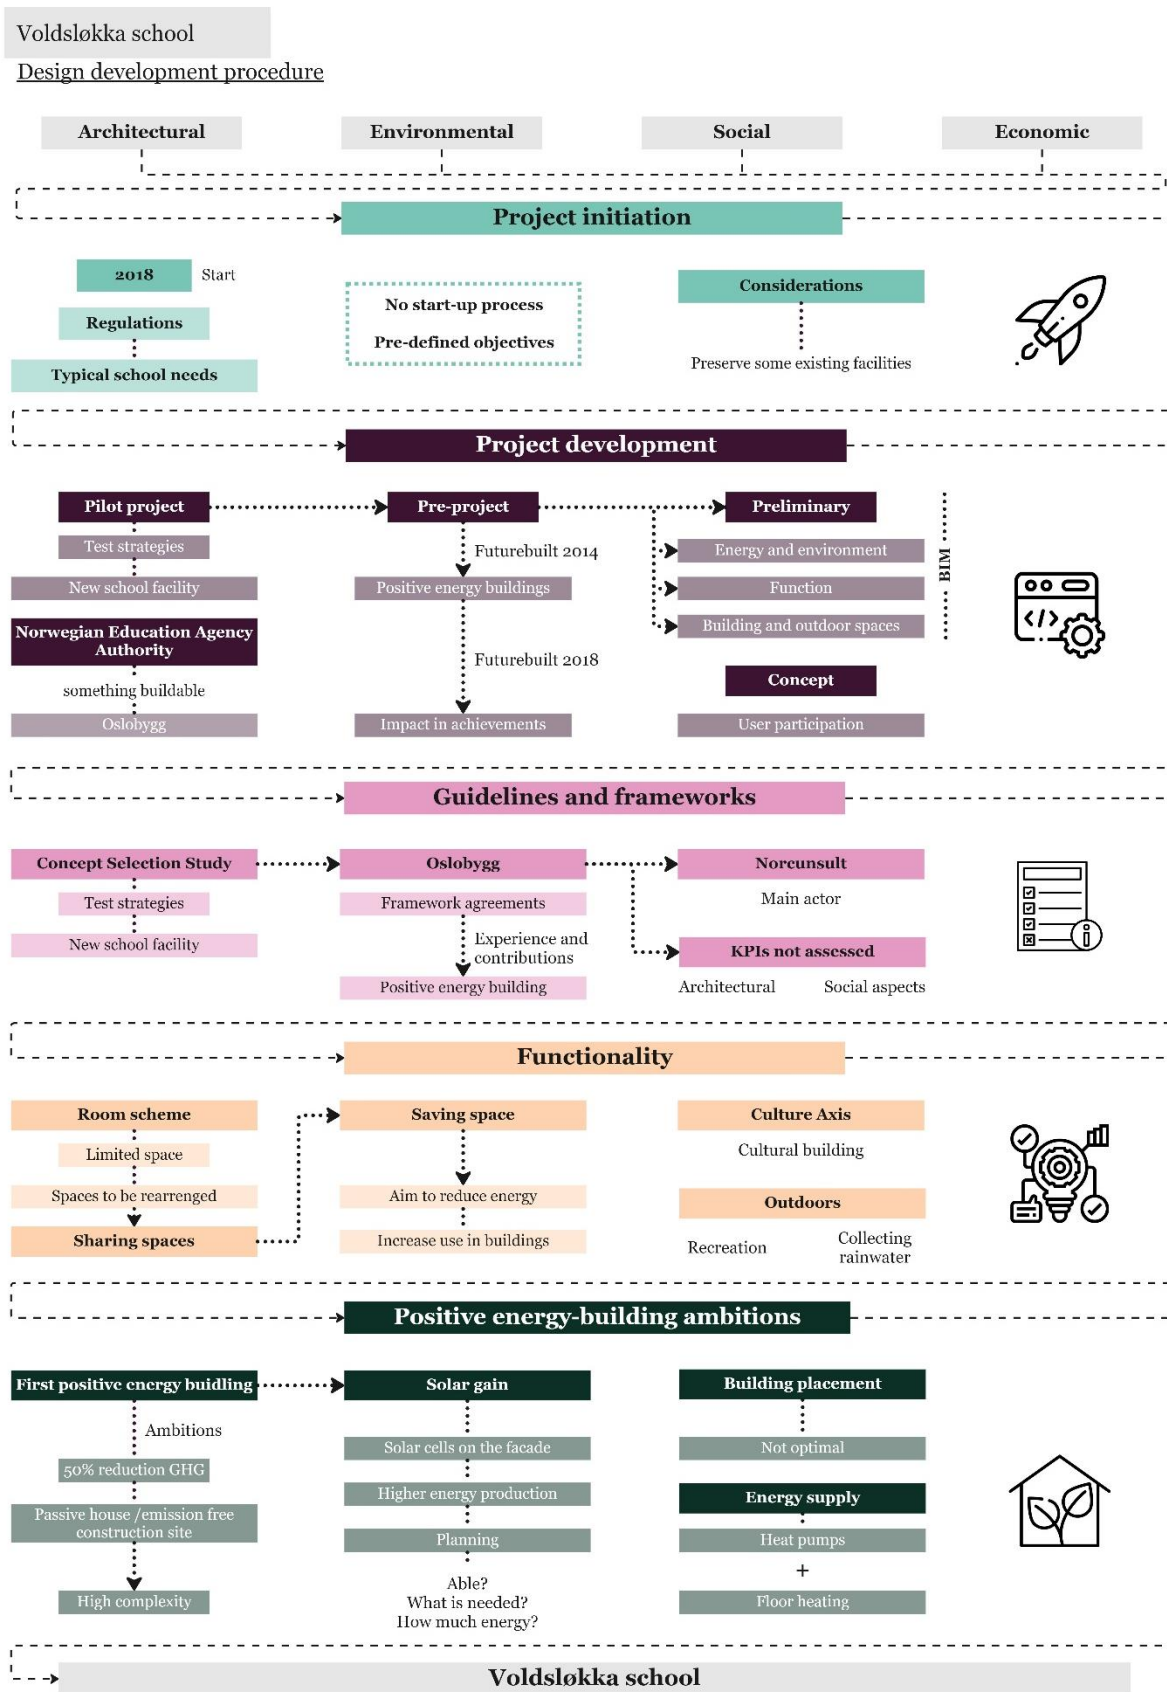 Voldsløkka school
Design development procedure
Architectural
Environmental
Social
Economic
Project initiation
2018
Start
Regulations
Typical school needs
No start-up process
Pre-defined objectives
Considerations
Preserve some existing facilities
Project development
Pilot project
Test strategies
New school facility
Norwegian Education Agency
Authority
something buildable
Oslobygg
Pre-project
Futurebuilt 2014
Positive energy buildings
Futurebuilt 2018
Impact in achievements
Preliminary
Energy and environment
Function
Building and outdoor spaces
BIM
Concept
User participation
Guidelines and frameworks
Concept Selection Study
Test strategies
New school facility
Oslobygg
Framework agreements
Experience and
contributions
Positive energy building
Norcunsult
Main actor
KPIs not assessed
Architectural
Social aspects
Functionality
Room scheme
Limited space
Spaces to be rearrenged
Sharing spaces
Saving space
Aim to reduce energy
Increase use in buildings
Culture Axis
Cultural building
Outdoors
Recreation
Collecting
rainwater
Positive energy-building ambitions
First positive energy buidling
Ambitions
50% reduction GHG
Passive house /emission free
construction site
High complexity
Solar gain
Solar cells on the facade
Higher energy production
Planning
Able?
What is needed?
How much energy?
Building placement
Not optimal
Energy supply
Heat pumps
+
Floor heating
Voldsløkka school